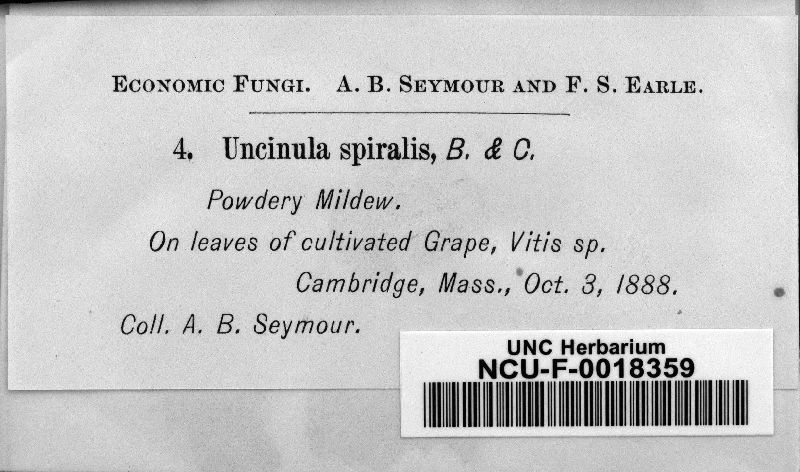 Economic Fungi. A. B. Seymour and F. S. Earle.
4. Uncinula spiralis, B. & C.
Powdery Mildew.
On leaves of cultivated Grape, Vitis sp.
Cambridge, Mass., Oct. 3, 1888.
Coll. A. B. Seymour.
UNC Herbarium
NCU-F-0018359